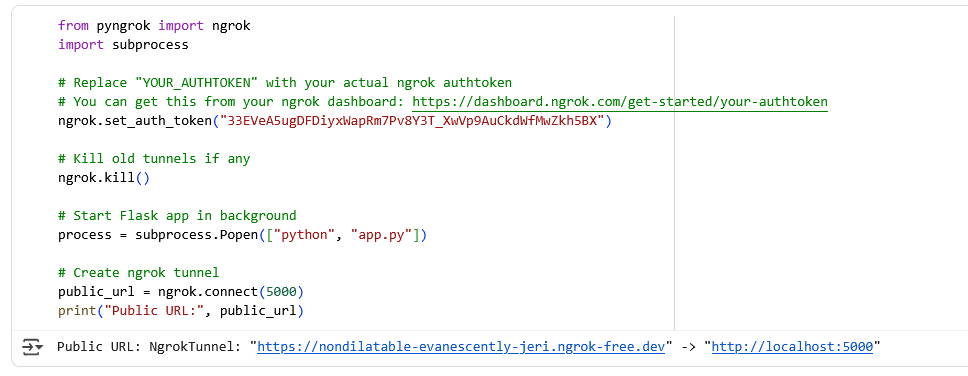 from pyngrok import ngrok
import subprocess
# Replace "YOUR_AUTHTOKEN" with your actual ngrok authtoken
# You can get this from your ngrok dashboard: https://dashboard.ngrok.com/get-started/your-authtoken
ngrok.set_auth_token("33EVeA5ugDFDiyxWapRm7Pv8Y3T_XwVp9AuCkdWfMwZkh5BX")
# Kill old tunnels if any
ngrok.kill()
# Start Flask app in background
process = subprocess.Popen(["python", "app.py"])
# Create ngrok tunnel
public_url = ngrok.connect(5000)
print("Public URL:", public_url)
Public URL: NgrokTunnel: "https://nondilatable-evanescently-jeri.ngrok-free.dev" -> "http://localhost:5000"